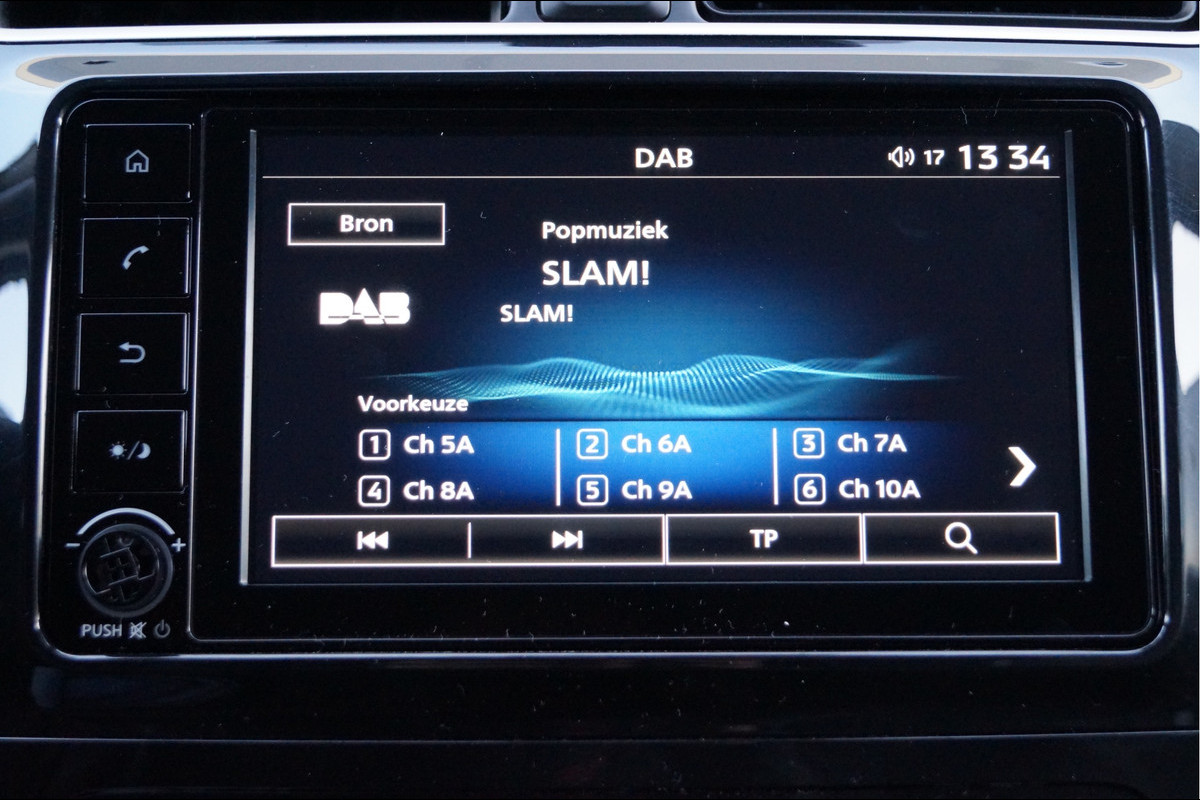 DAB
17 13 34
Bron
Popmuziek
SLAM!
DAB
SLAM!
Voorkeuze
1 Ch 5A
2 Ch 6A
3 Ch 7A
4 Ch 8A
5 Ch 9A
6 Ch 10A
TP
- +
PUSH